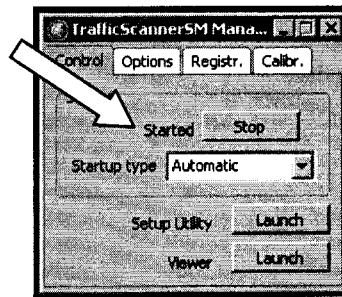 TrafficScannerSM Mana...
Control Options Registr. Calibr.
Started Stop
Startup type Automatic
Setup Utility Launch
Viewer Launch